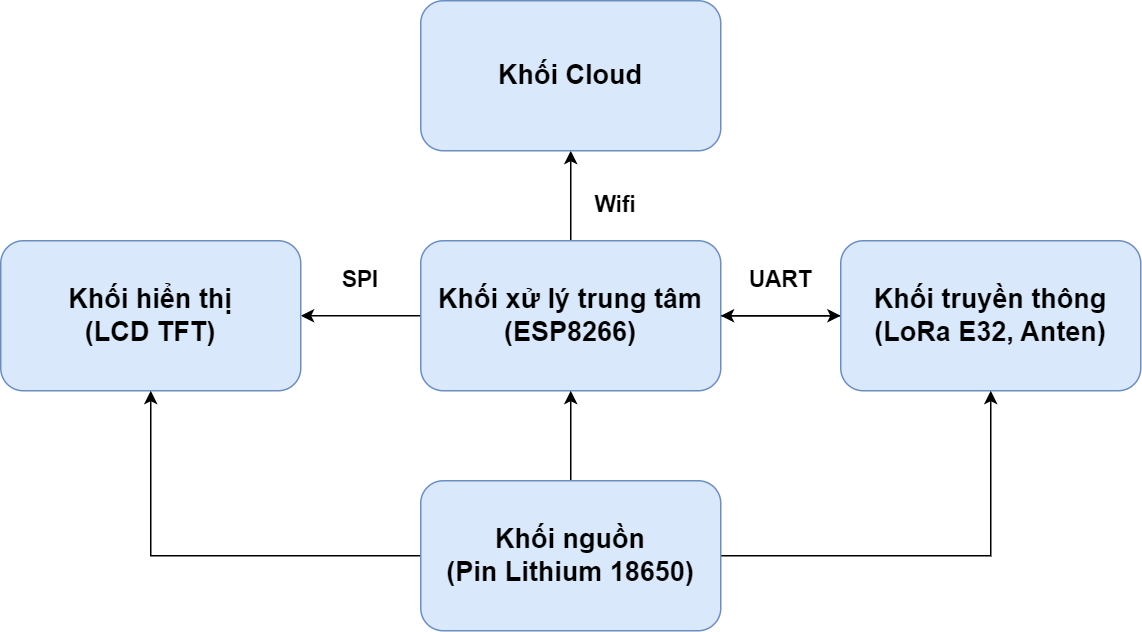 Khối Cloud
Wifi
Khối hiển thị
(LCD TFT)
SPI
Khối xử lý trung tâm
(ESP8266)
UART
Khối truyền thông
(LoRa E32, Anten)
Khối nguồn
(Pin Lithium 18650)